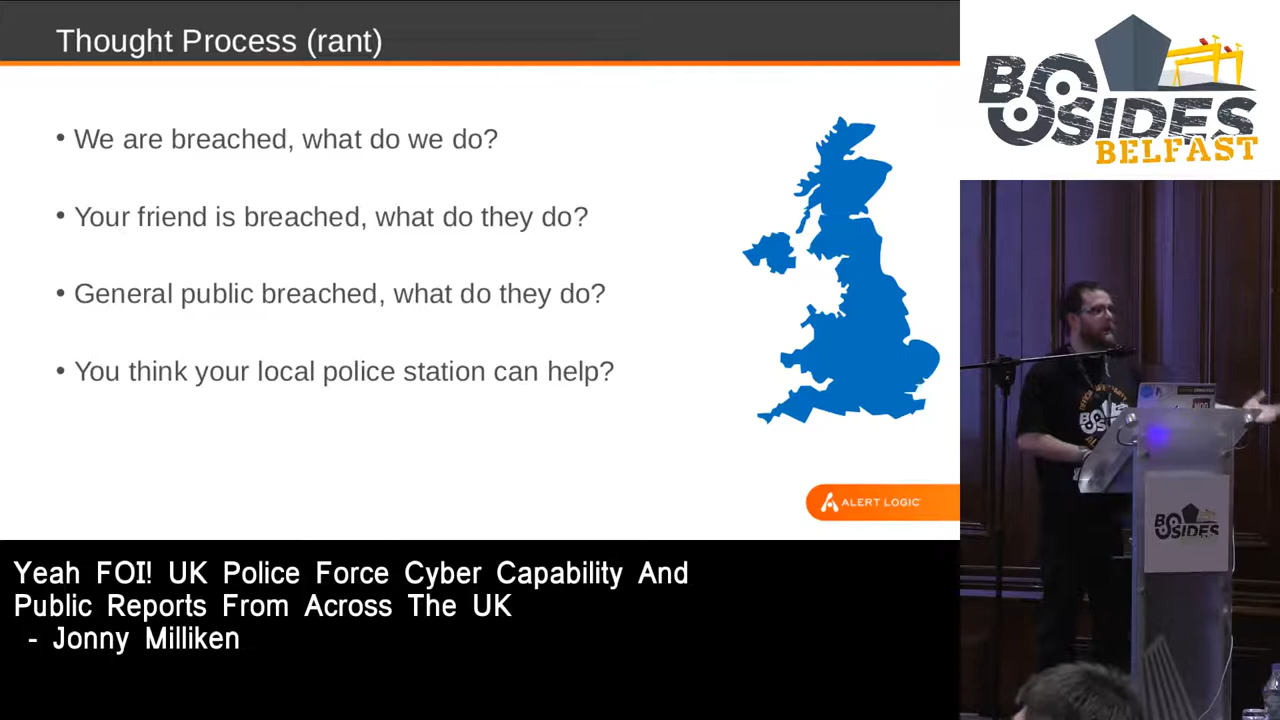 Thought Process (rant)
• We are breached, what do we do?
• Your friend is breached, what do they do?
• General public breached, what do they do?
• You think your local police station can help?
ALERT LOGIC
BSIDES
BELFAST
BSIDES
Yeah FOI! UK Police Force Cyber Capability And
Public Reports From Across The UK
- Jonny Milliken